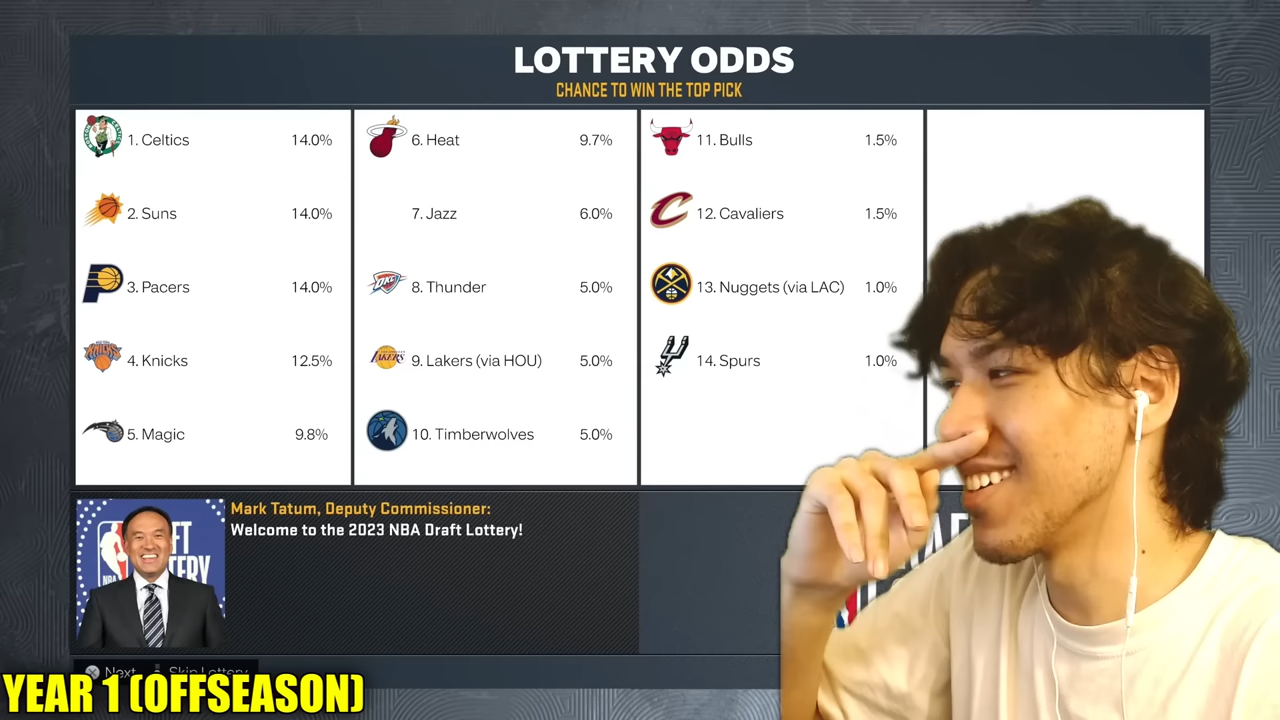 LOTTERY ODDS
CHANCE TO WIN THE TOP PICK
1. Celtics 14.0%
2. Suns 14.0%
3. Pacers 14.0%
4. Knicks 12.5%
5. Magic 9.8%
6. Heat 9.7%
7. Jazz 6.0%
8. Thunder 5.0%
9. Lakers (via HOU) 5.0%
10. Timberwolves 5.0%
11. Bulls 1.5%
12. Cavaliers 1.5%
13. Nuggets (via LAC) 1.0%
14. Spurs 1.0%
Mark Tatum, Deputy Commissioner:
Welcome to the 2023 NBA Draft Lottery!
Next Skip Lottery
YEAR 1 (OFFSEASON)